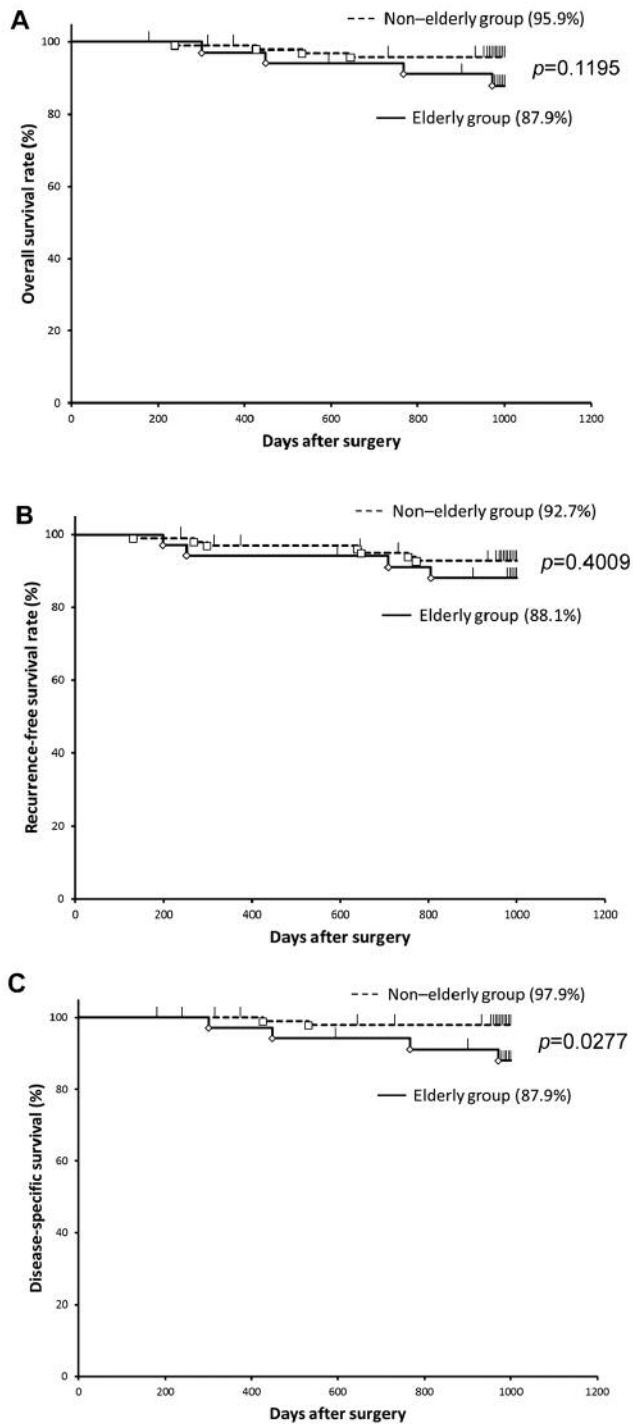 A
Non–elderly group (95.9%)
p=0.1195
Elderly group (87.9%)
Overall survival rate (%)
100
80
60
40
20
0
0 200 400 600 800 1000 1200
Days after surgery
B
Non–elderly group (92.7%)
p=0.4009
Elderly group (88.1%)
Recurrence-free survival rate (%)
100
80
60
40
20
0
0 200 400 600 800 1000 1200
Days after surgery
C
Non–elderly group (97.9%)
p=0.0277
Elderly group (87.9%)
Disease-specific survival (%)
100
80
60
40
20
0
0 200 400 600 800 1000 1200
Days after surgery